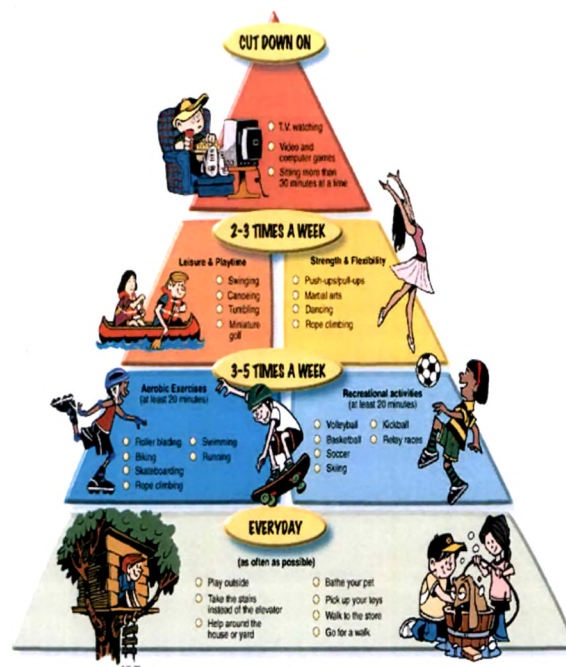 CUT DOWN ON
T.V. watching
Video and
computer games
Sitting more than
30 minutes at a time
2-3 TIMES A WEEK
Leisure & Playtime
Swinging
Canoeing
Tumbling
Miniature
golf
Strength & Flexibility
Push-ups/pull-ups
Martial arts
Dancing
Rope climbing
3-5 TIMES A WEEK
Aerobic Exercises
(at least 20 minutes)
Roller blading
Biking
Skateboarding
Rope climbing
Swimming
Running
Recreational activities
(at least 20 minutes)
Volleyball
Basketball
Soccer
Skiing
Kickball
Relay races
EVERYDAY
(as often as possible)
Play outside
Take the stairs
instead of the elevator
Help around the
house or yard
Bathe your pet
Pick up your toys
Walk to the store
Go for a walk